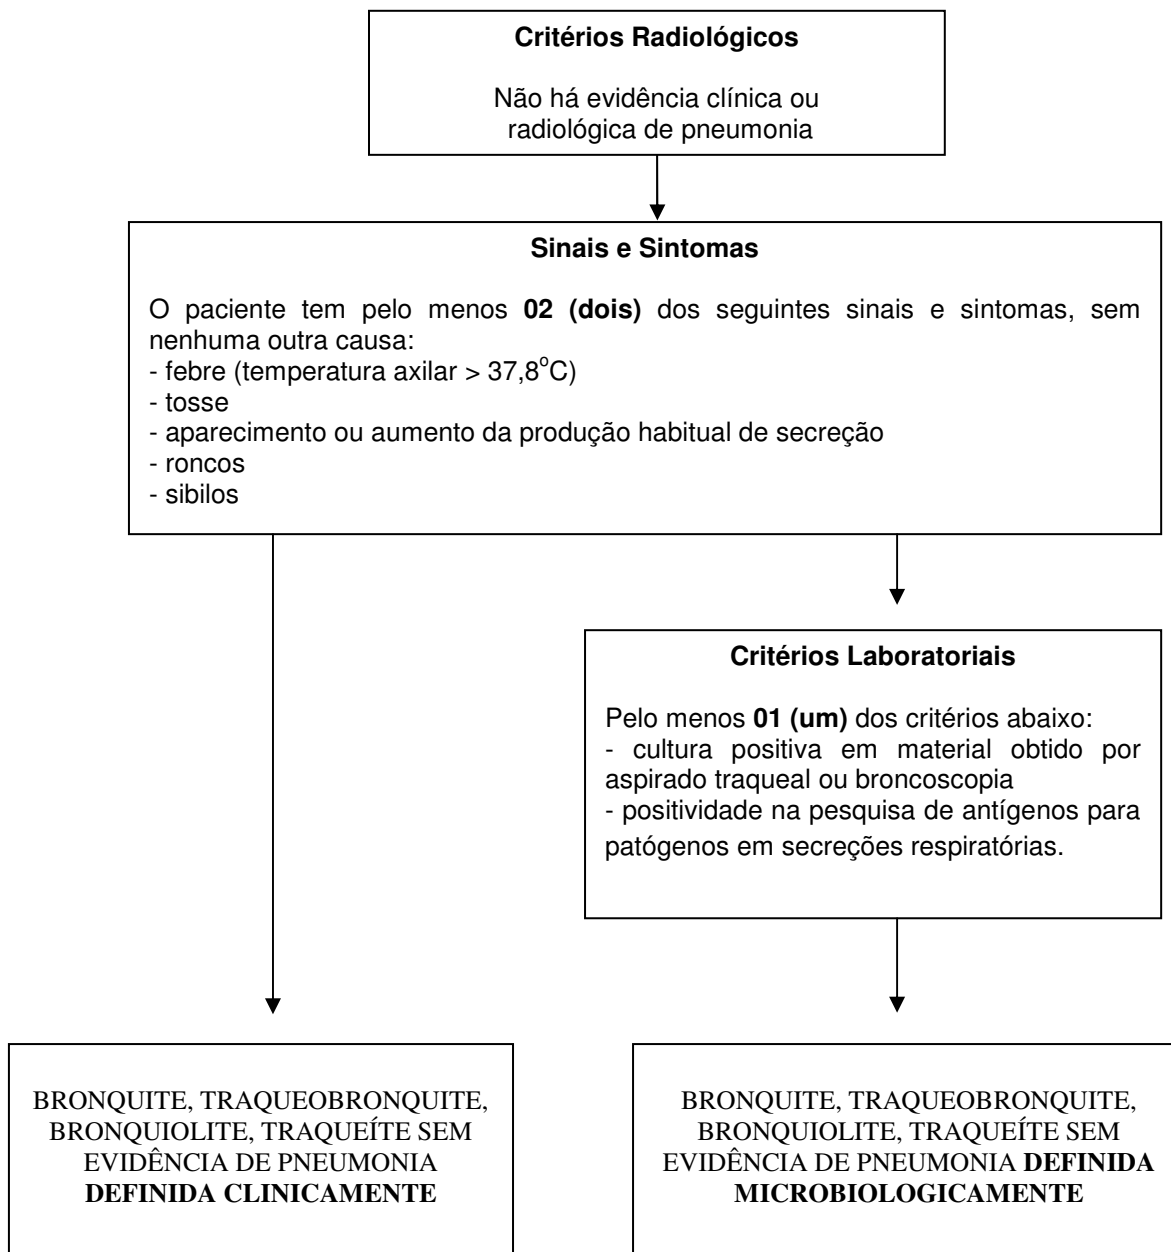 Critérios Radiológicos
Não há evidência clínica ou
radiológica de pneumonia
Sinais e Sintomas
O paciente tem pelo menos 02 (dois) dos seguintes sinais e sintomas, sem
nenhuma outra causa:
- febre (temperatura axilar > 37,8°C)
- tosse
- aparecimento ou aumento da produção habitual de secreção
- roncos
- sibilos
Critérios Laboratoriais
Pelo menos 01 (um) dos critérios abaixo:
- cultura positiva em material obtido por
aspirado traqueal ou broncoscopia
- positividade na pesquisa de antígenos para
patógenos em secreções respiratórias.
BRONQUITE, TRAQUEOBRONQUITE,
BRONQUIOLITE, TRAQUEÍTE SEM
EVIDÊNCIA DE PNEUMONIA
DEFINIDA CLINICAMENTE
BRONQUITE, TRAQUEOBRONQUITE,
BRONQUIOLITE, TRAQUEÍTE SEM
EVIDÊNCIA DE PNEUMONIA DEFINIDA
MICROBIOLOGICAMENTE